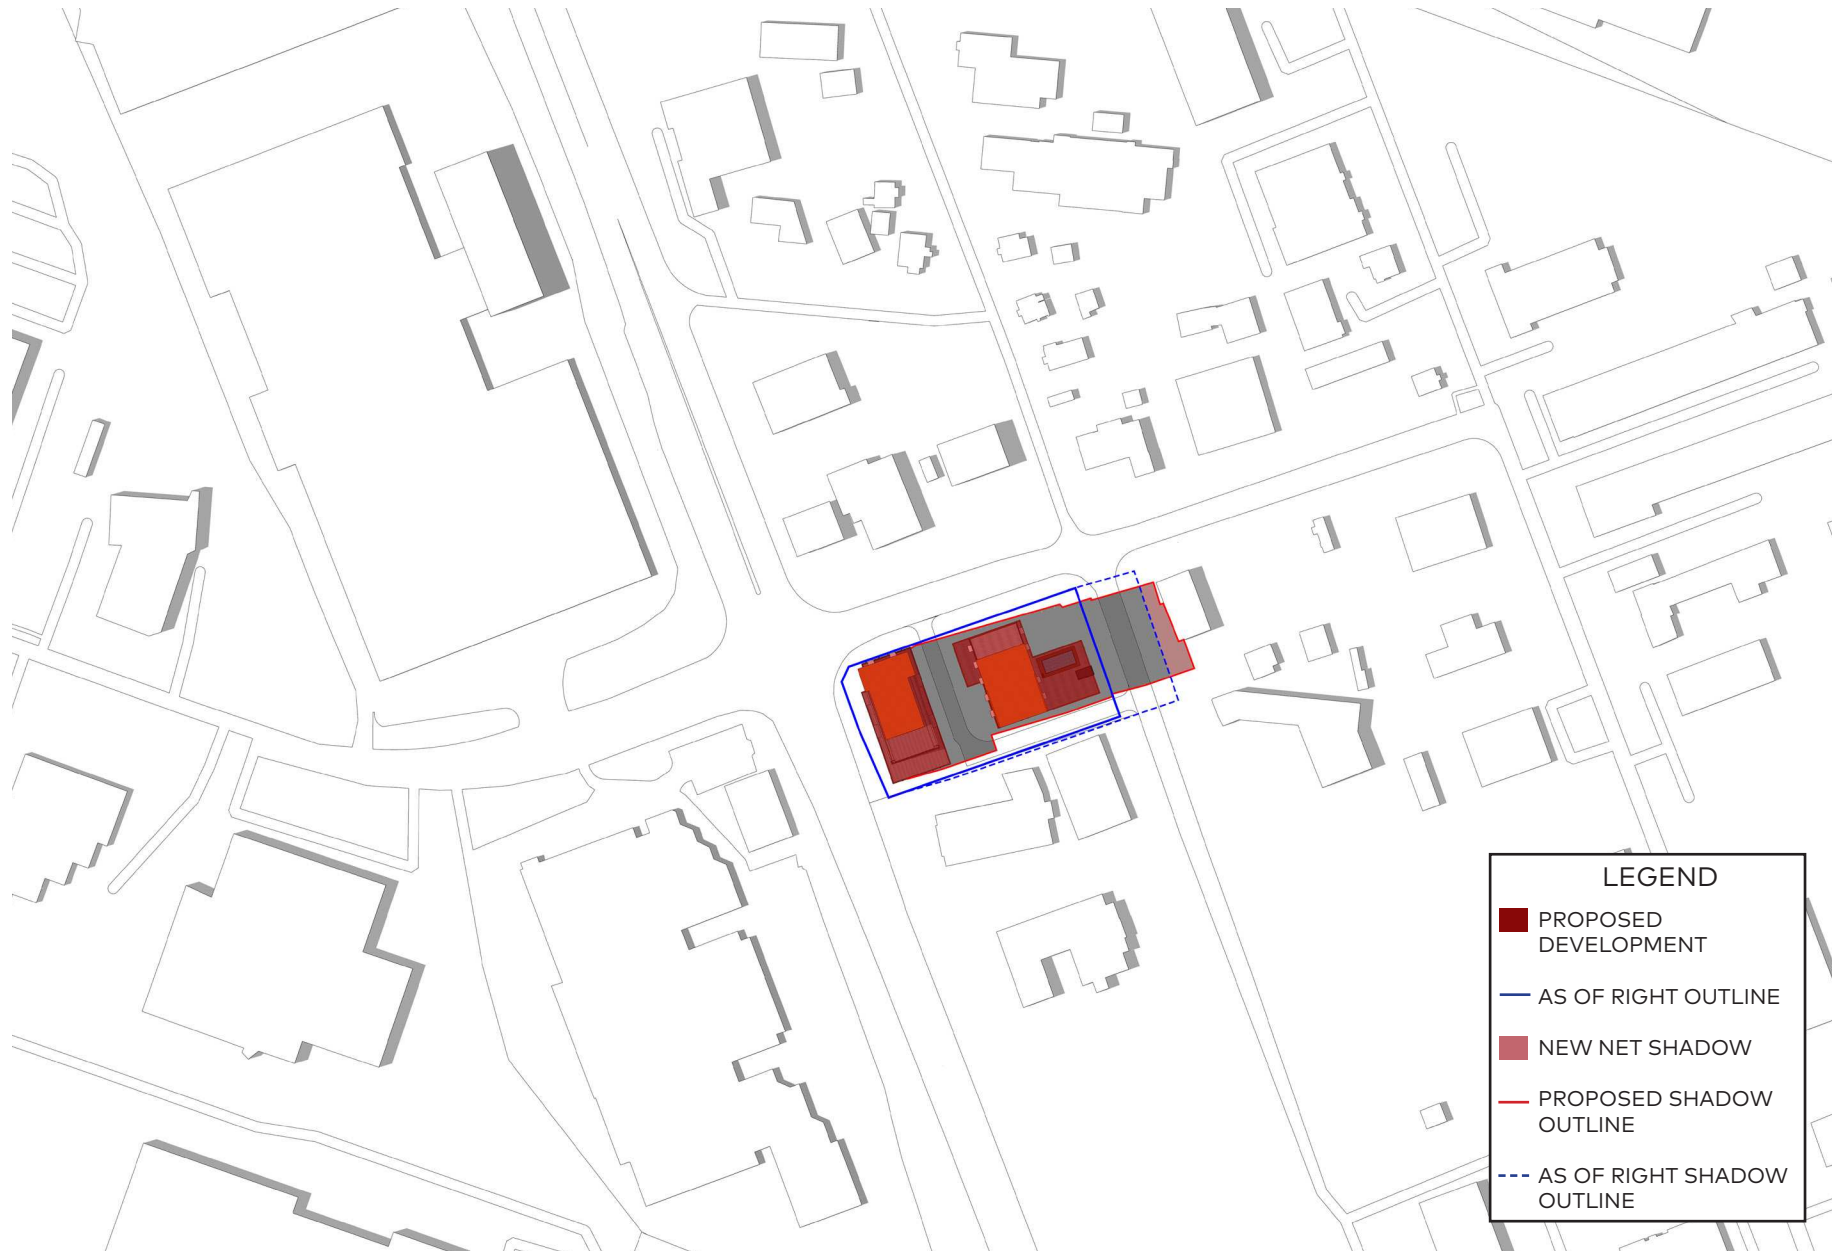 LEGEND
PROPOSED
DEVELOPMENT
AS OF RIGHT OUTLINE
NEW NET SHADOW
PROPOSED SHADOW
OUTLINE
AS OF RIGHT SHADOW
OUTLINE